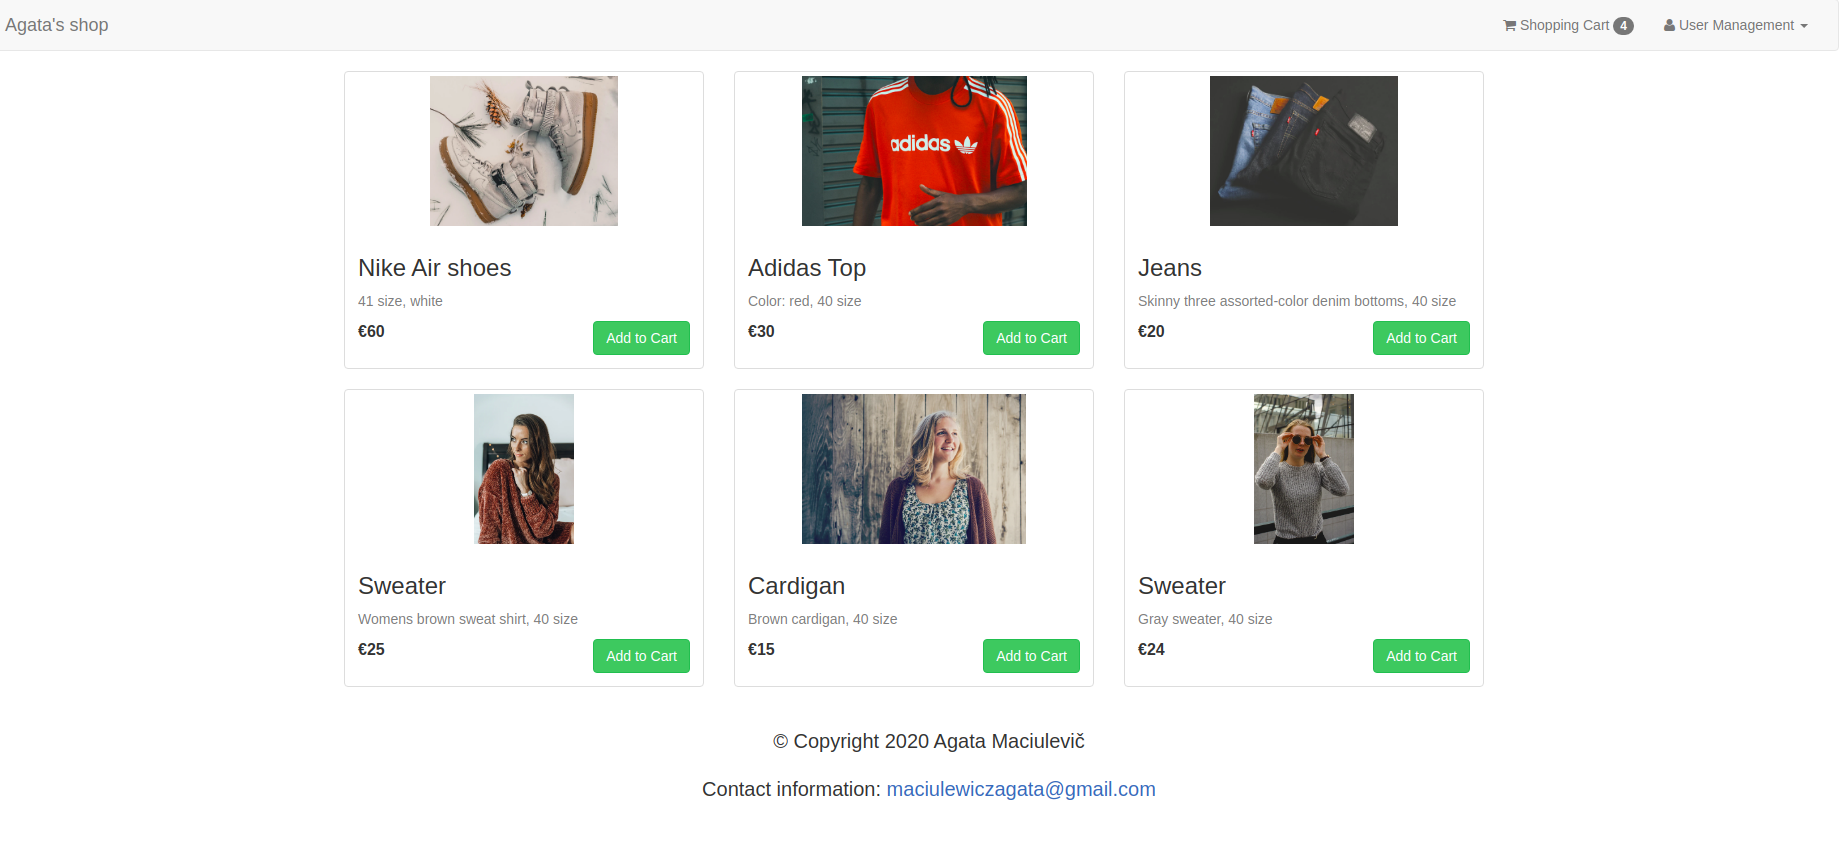 Agata's shop
Shopping Cart 4
User Management
adidas
Nike Air shoes
41 size, white
€60
Add to Cart
Adidas Top
Color: red, 40 size
€30
Add to Cart
Jeans
Skinny three assorted-color denim bottoms, 40 size
€20
Add to Cart
Sweater
Womens brown sweat shirt, 40 size
€25
Add to Cart
Cardigan
Brown cardigan, 40 size
€15
Add to Cart
Sweater
Gray sweater, 40 size
€24
Add to Cart
© Copyright 2020 Agata Maciulevič
Contact information: maciulewiczagata@gmail.com